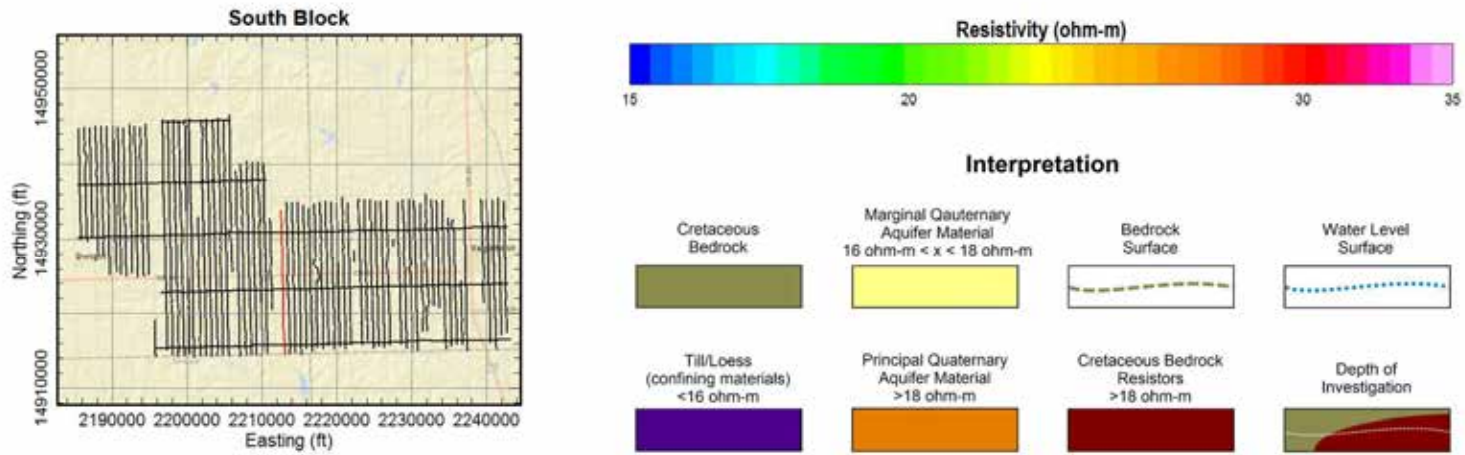 South Block
14950000
14930000
14910000
Northing (ft)
2190000 2200000 2210000 2220000 2230000 2240000
Easting (ft)
Resistivity (ohm-m)
15 20 30 35
Interpretation
Cretaceous
Bedrock
Marginal Qauternary
Aquifer Material
16 ohm-m < x < 18 ohm-m
Bedrock
Surface
Water Level
Surface
Till/Loess
(confining materials)
<16 ohm-m
Principal Quaternary
Aquifer Material
>18 ohm-m
Cretaceous Bedrock
Resistors
>18 ohm-m
Depth of
Investigation